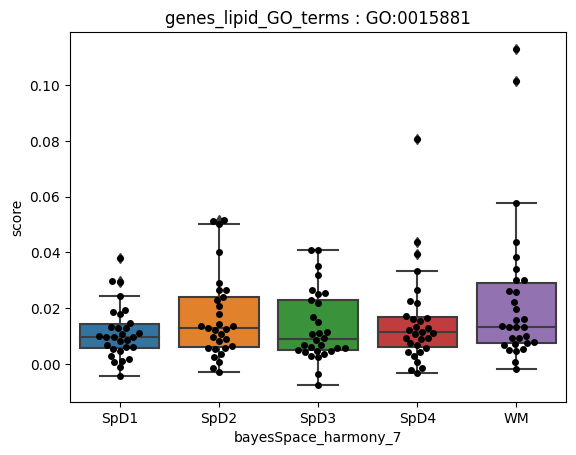 genes_lipid_GO_terms : GO:0015881
score
0.10
0.08
0.06
0.04
0.02
0.00
SpD1 SpD2 SpD3 SpD4 WM
bayesSpace_harmony_7